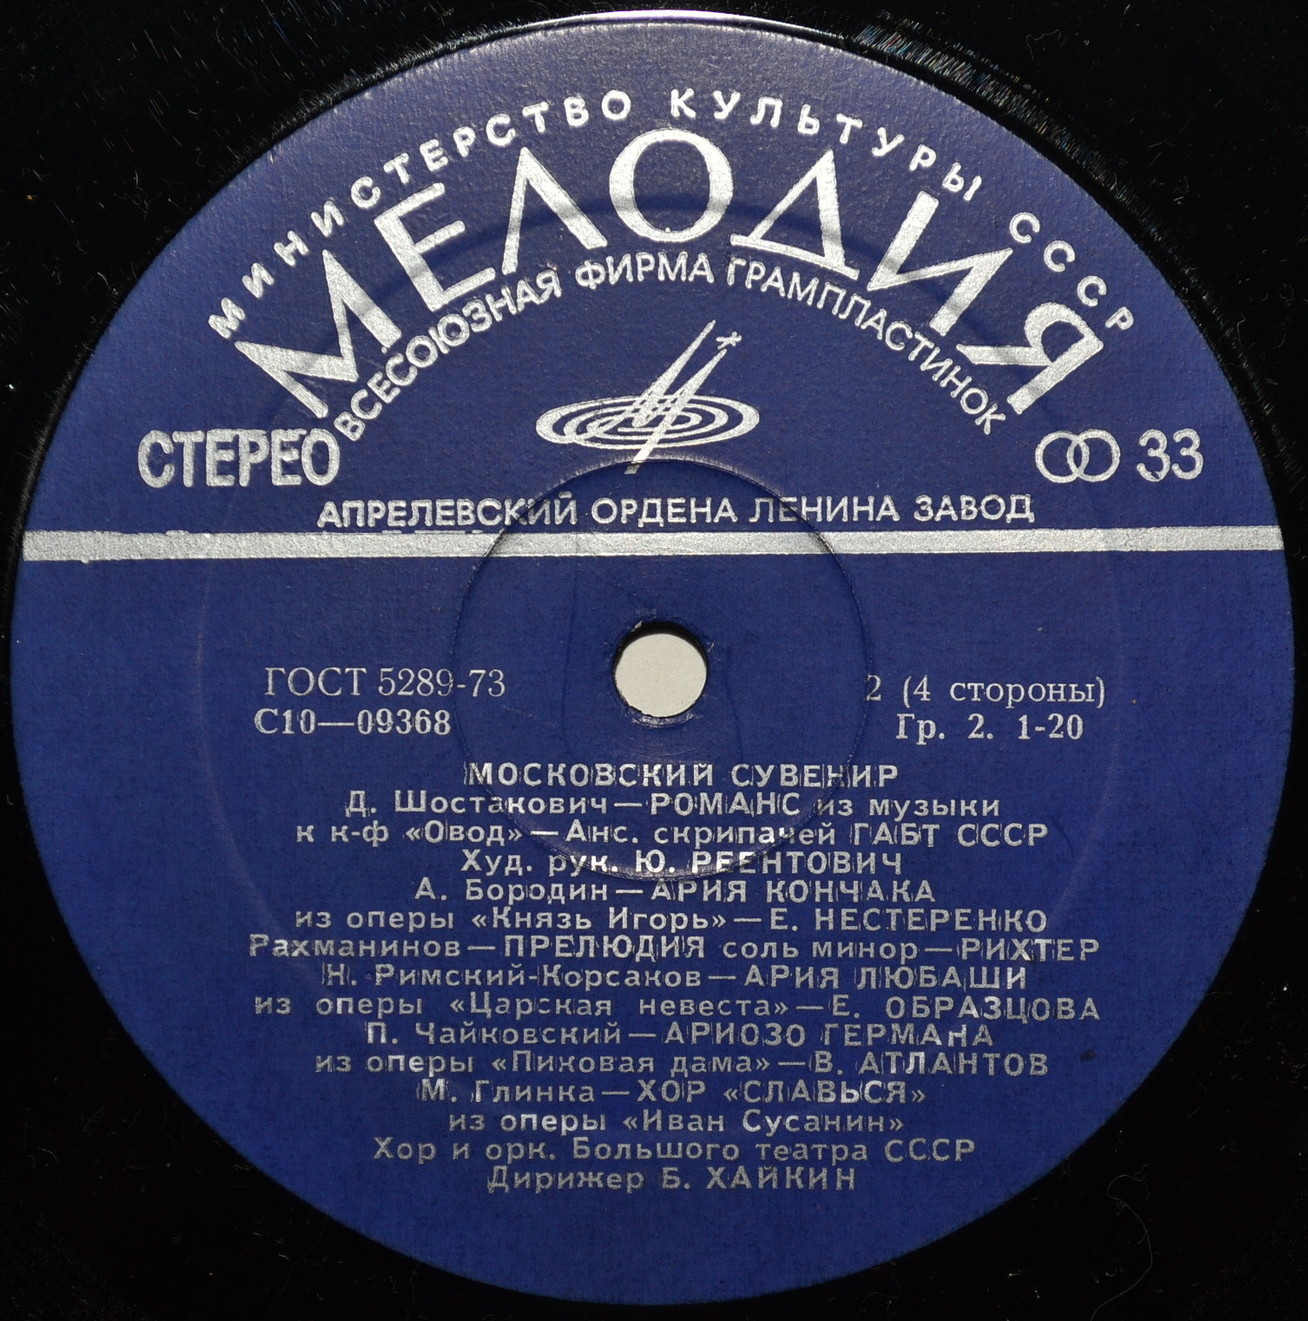 МИНИСТЕРСТВО КУЛЬТУРЫ СССР
МЕЛОДИЯ
ВСЕСОЮЗНАЯ ФИРМА ГРАМПЛАСТИНОК
СТЕРЕО
33
АПРЕЛЕВСКИЙ ОРДЕНА ЛЕНИНА ЗАВОД
ГОСТ 5289-73
2 (4 стороны)
С10—09368
Гр. 2. 1-20
МОСКОВСКИЙ СУВЕНИР
Д. Шостакович—РОМАНС из музыки
к к-ф «Овод»—Анс. скрипачей ГАБТ СССР
Худ. рук. Ю. РЕЕНТОВИЧ
А. Бородин—АРИЯ КОНЧАКА
из оперы «Князь Игорь»—Е. НЕСТЕРЕНКО
Рахманинов—ПРЕЛЮДИЯ соль минор—РИХТЕР
Н. Римский-Корсаков—АРИЯ ЛЮБАШИ
из оперы «Царская невеста»—Е. ОБРАЗЦОВА
П. Чайковский—АРИОЗО ГЕРМАНА
из оперы «Пиковая дама»—В. АТЛАНТОВ
М. Глинка—ХОР «СЛАВЬСЯ»
из оперы «Иван Сусанин»
Хор и орк. Большого театра СССР
Дирижер Б. ХАЙКИН